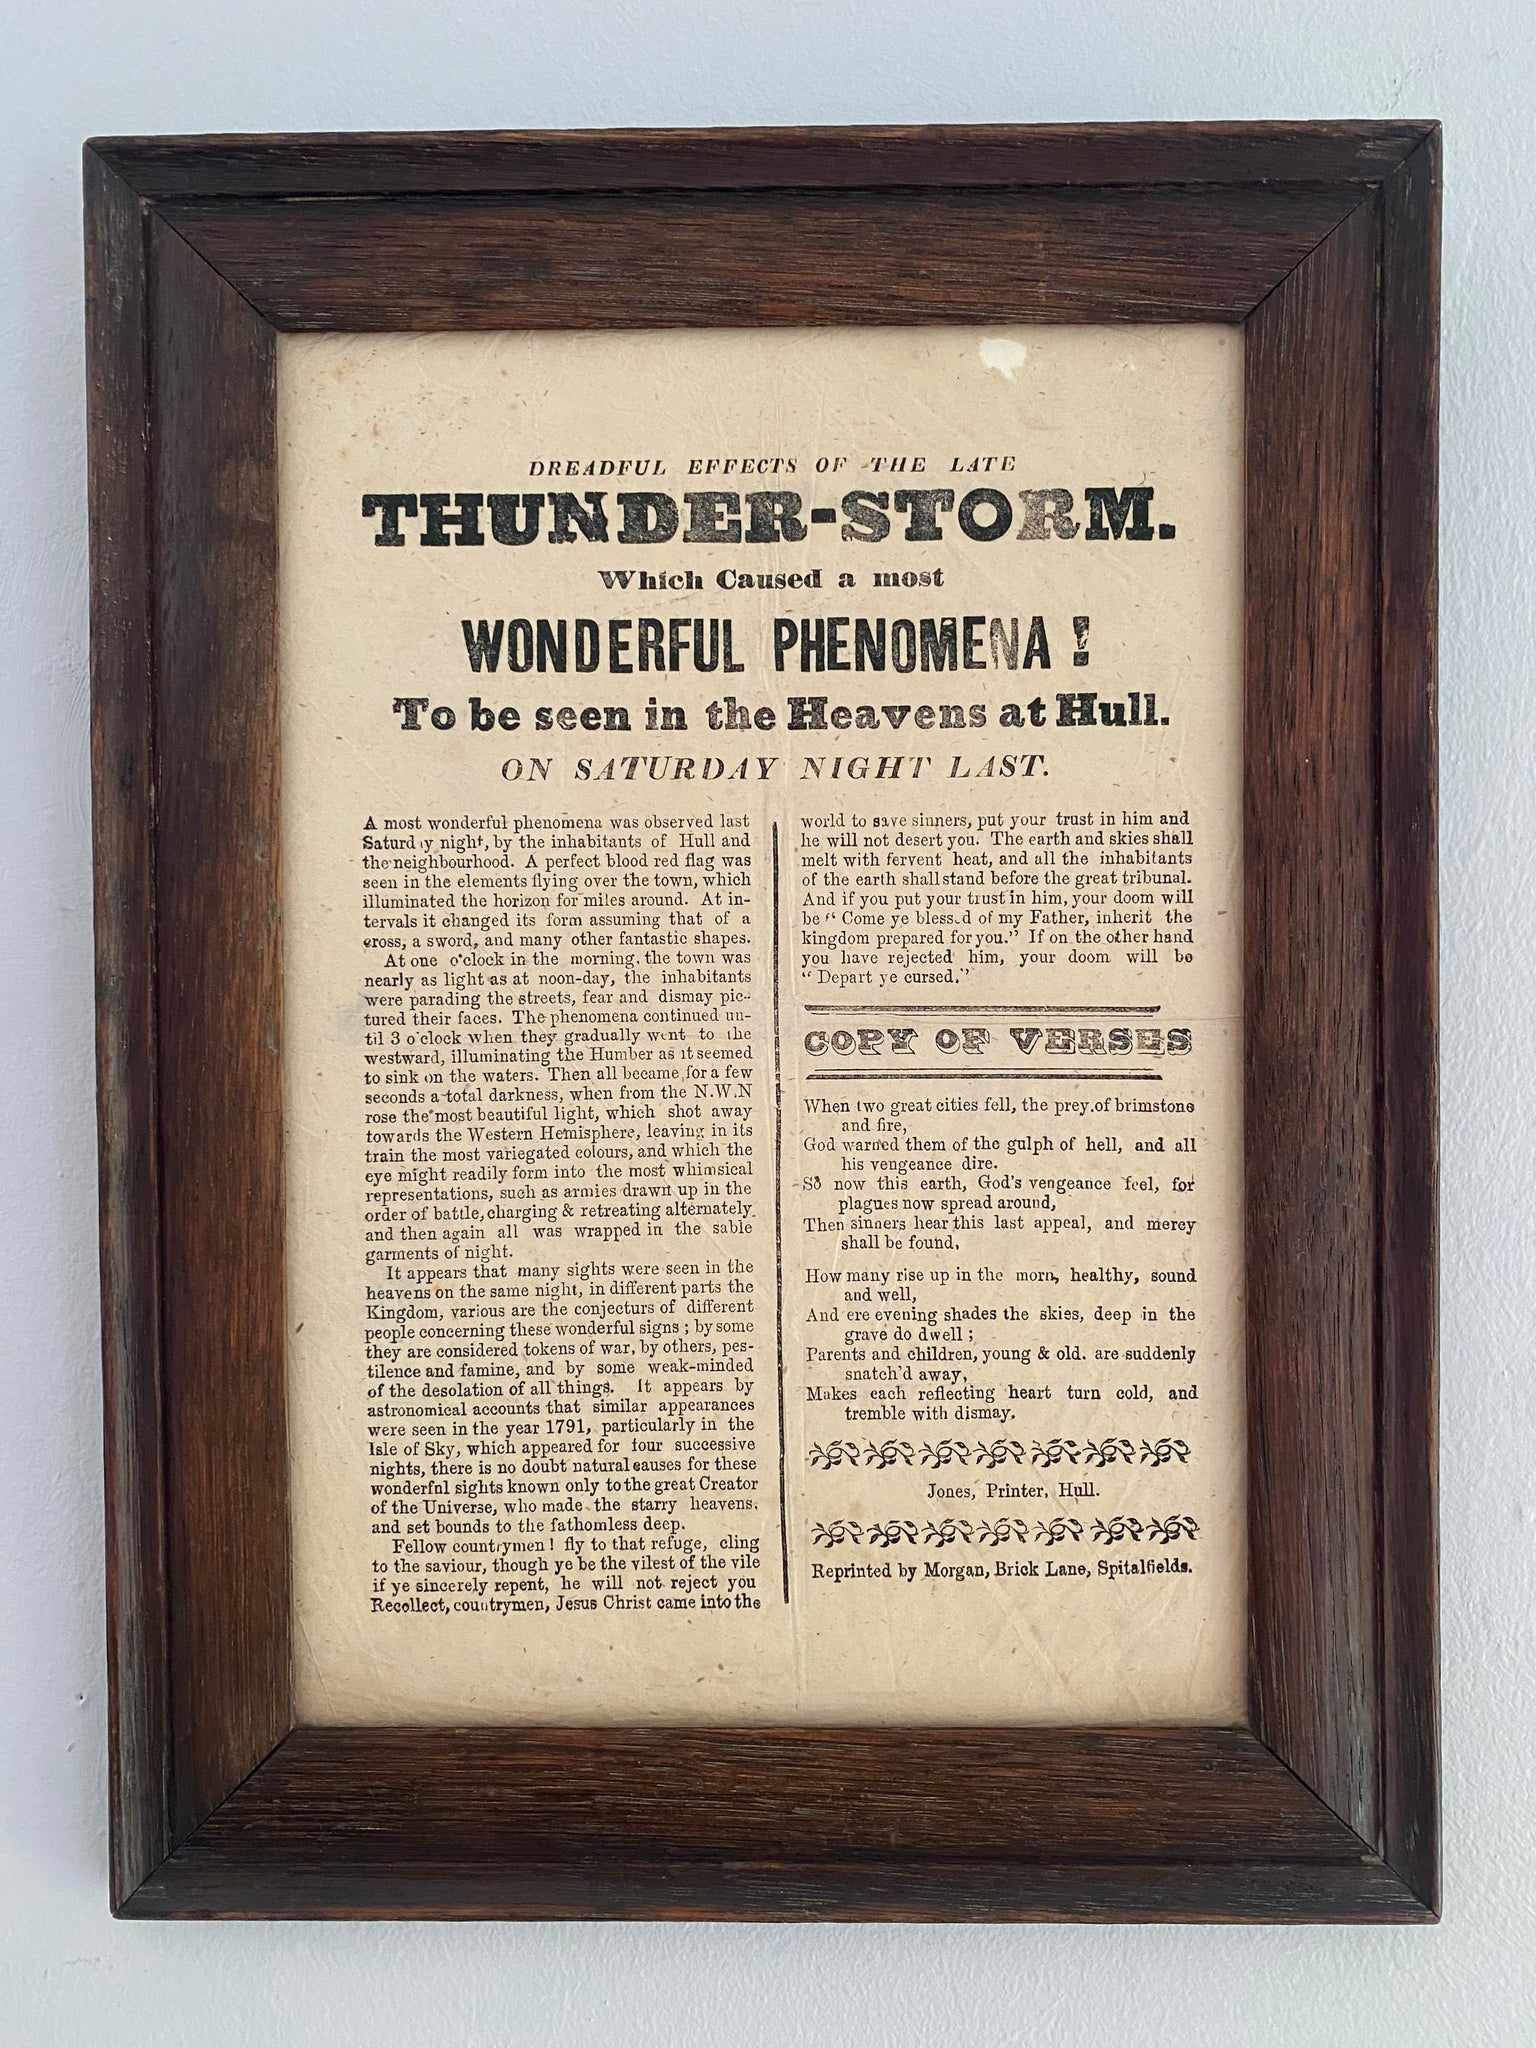 DREADFUL EFFECTS OF THE LATE
THUNDER-STORM.
Which Caused a most
WONDERFUL PHENOMENA !
To be seen in the Heavens at Hull.
ON SATURDAY NIGHT LAST.
A most wonderful phenomena was observed last
Saturd y night, by the inhabitants of Hull and
the neighbourhood. A perfect blood red flag was
seen in the elements flying over the town, which
illuminated the horizon for miles around. At in-
tervals it changed its form assuming that of a
cross, a sword, and many other fantastic shapes.
At one o'clock in the morning. the town was
nearly as light as at noon-day, the inhabitants
were parading the streets, fear and dismay pic-
tured their faces. The phenomena continued un-
til 3 o'clock when they gradually went to the
westward, illuminating the Humber as it seemed
to sink on the waters. Then all became for a few
seconds a total darkness, when from the N.W.N
rose the most beautiful light, which shot away
towards the Western Hemisphere, leaving in its
train the most variegated colours, and which the
eye might readily form into the most whimsical
representations, such as armies drawn up in the
order of battle, charging & retreating alternately
and then again all was wrapped in the sable
garments of night.
It appears that many sights were seen in the
heavens on the same night, in different parts the
Kingdom, various are the conjecturs of different
people concerning these wonderful signs ; by some
they are considered tokens of war, by others, pes-
tilence and famine, and by some weak-minded
of the desolation of all things. It appears by
astronomical accounts that similar appearances
were seen in the year 1791, particularly in the
Isle of Sky, which appeared for four successive
nights, there is no doubt natural causes for these
wonderful sights known only to the great Creator
of the Universe, who made the starry heavens.
and set bounds to the fathomless deep.
Fellow countrymen ! fly to that refuge, cling
to the saviour, though ye be the vilest of the vile
if ye sincerely repent, he will not reject you
Recollect, countrymen, Jesus Christ came into the
world to save sinners, put your trust in him and
he will not desert you. The earth and skies shall
melt with fervent heat, and all the inhabitants
of the earth shall stand before the great tribunal.
And if you put your trust in him, your doom will
be " Come ye blessed of my Father, inherit the
kingdom prepared for you." If on the other hand
you have rejected him, your doom will be
" Depart ye cursed."
COPY OF VERSES
When two great cities fell, the prey of brimstone
and fire,
God warned them of the gulph of hell, and all
his vengeance dire.
So now this earth, God's vengeance feel, for
plagues now spread around,
Then sinners hear this last appeal, and mercy
shall be found.
How many rise up in the morn, healthy, sound
and well,
And ere evening shades the skies, deep in the
grave do dwell ;
Parents and children, young & old. are suddenly
snatch'd away,
Makes each reflecting heart turn cold, and
tremble with dismay.
Jones, Printer, Hull.
Reprinted by Morgan, Brick Lane, Spitalfields.